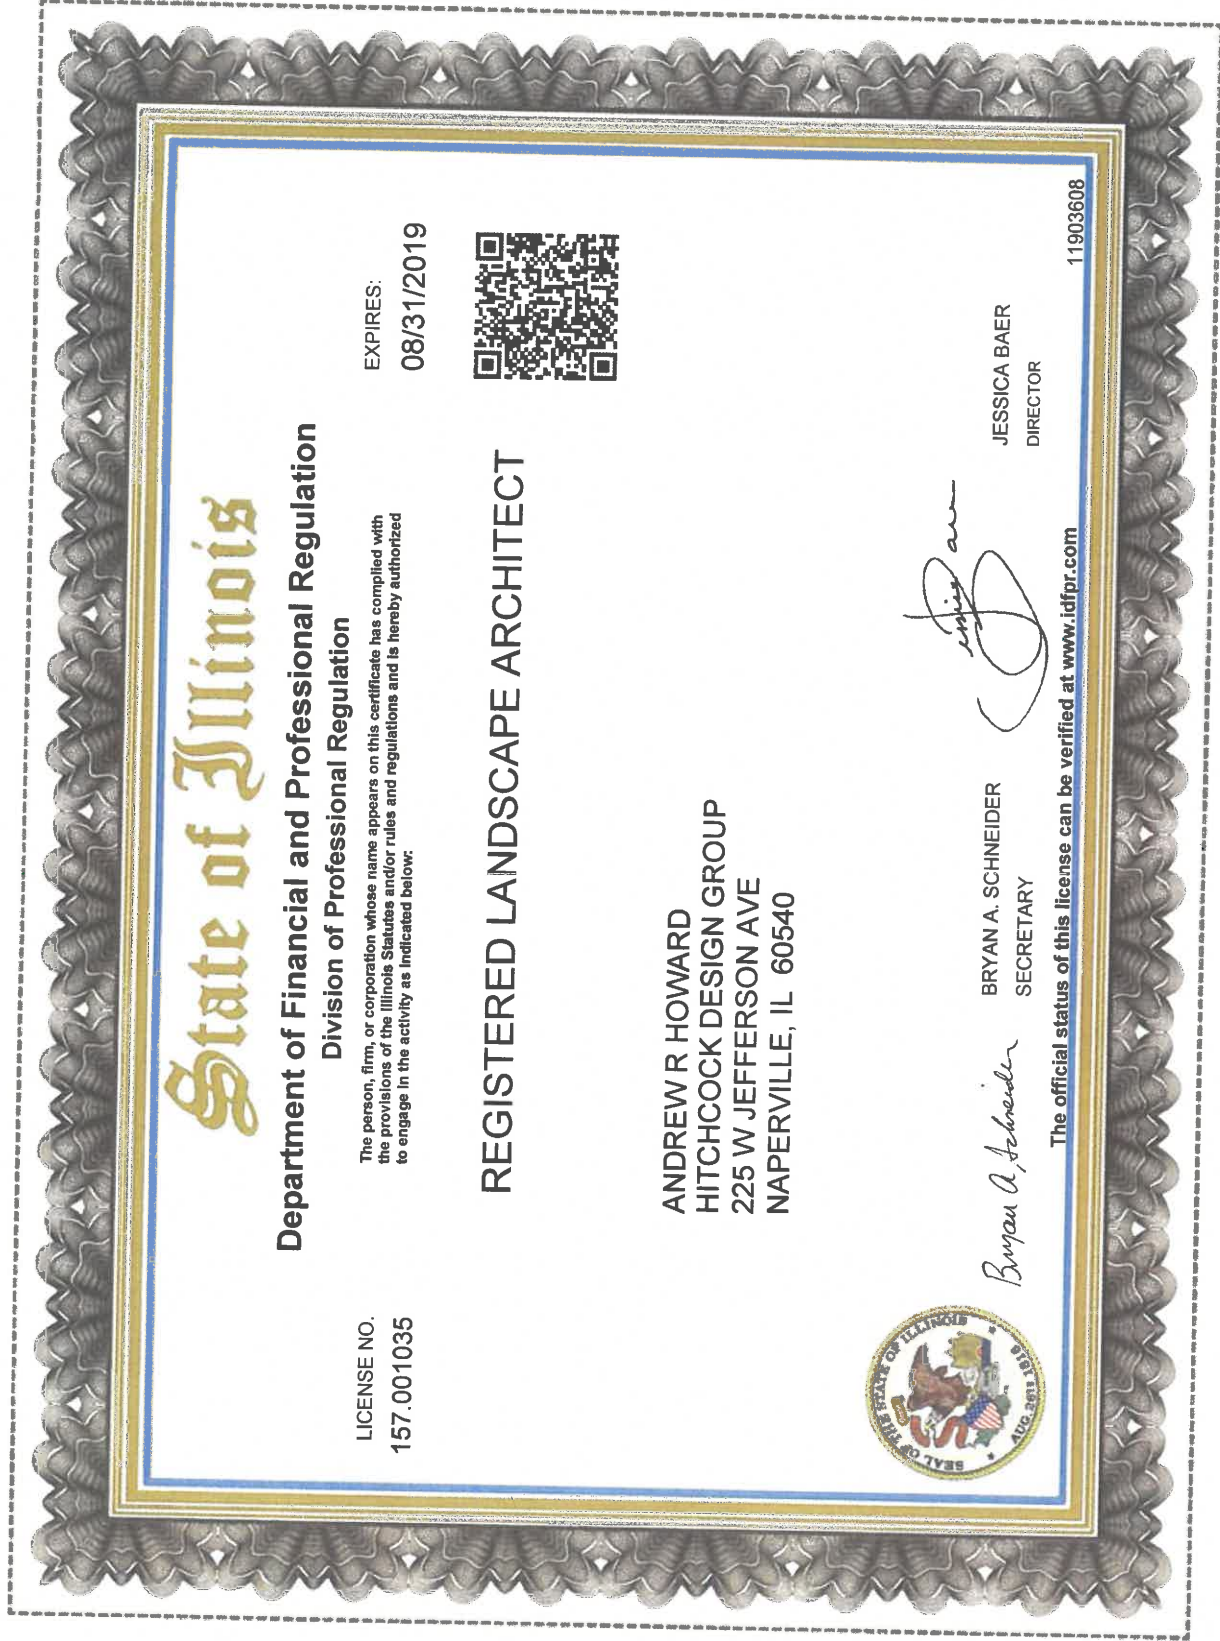 State of Illinois
Department of Financial and Professional Regulation
Division of Professional Regulation
LICENSE NO.
157.001035
The person, firm, or corporation whose name appears on this certificate has complied with
the provisions of the Illinois Statutes and/or rules and regulations and is hereby authorized
to engage in the activity as indicated below:
EXPIRES:
08/31/2019
REGISTERED LANDSCAPE ARCHITECT
ANDREW R HOWARD
HITCHCOCK DESIGN GROUP
225 W JEFFERSON AVE
NAPERVILLE, IL 60540
SEAL OF THE STATE OF ILLINOIS
AUG. 26TH 1818
Bryan A. Schneider
BRYAN A. SCHNEIDER
SECRETARY
Jessica Baer
JESSICA BAER
DIRECTOR
The official status of this license can be verified at www.idfpr.com
11903608